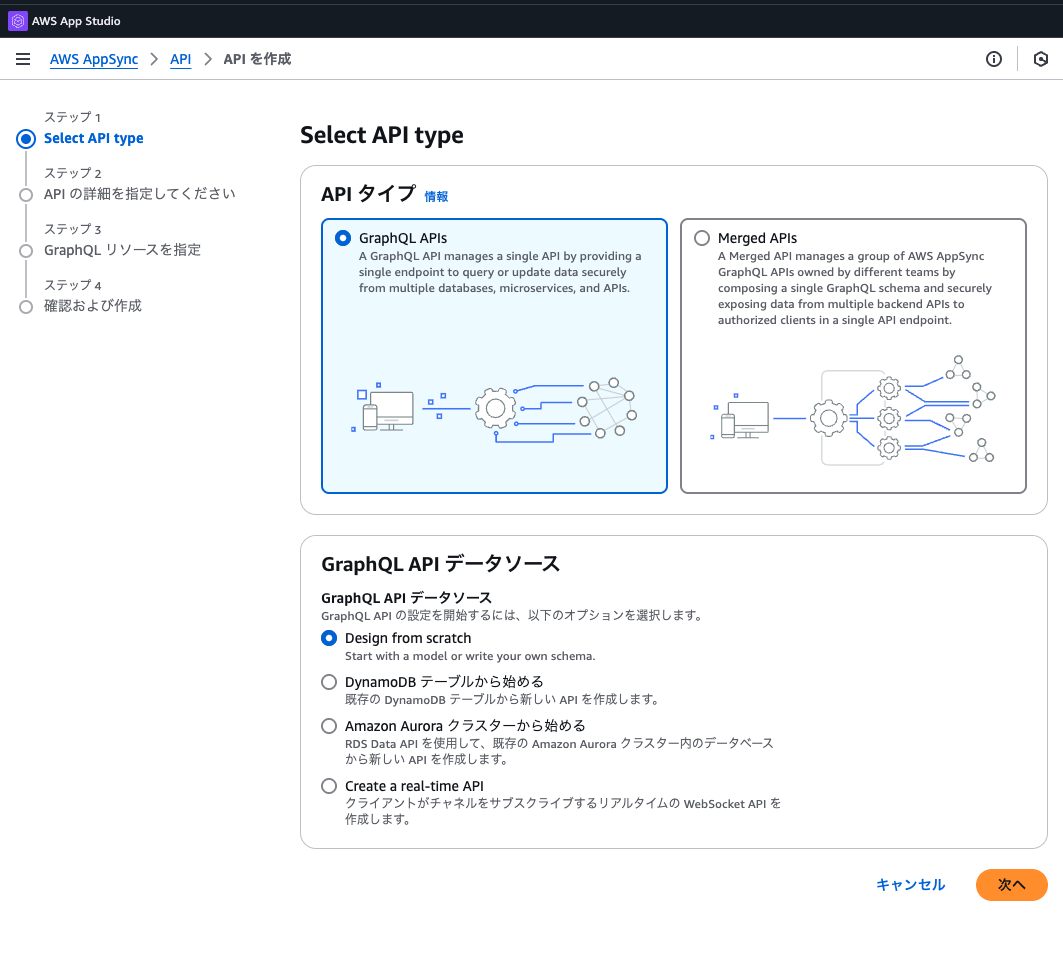 AWS App Studio
AWS AppSync > API > API を作成
ステップ 1
Select API type
ステップ 2
API の詳細を指定してください
ステップ 3
GraphQL リソースを指定
ステップ 4
確認および作成
Select API type
API タイプ 情報
GraphQL APIs
A GraphQL API manages a single API by providing a
single endpoint to query or update data securely
from multiple databases, microservices, and APIs.
Merged APIs
A Merged API manages a group of AWS AppSync
GraphQL APIs owned by different teams by
composing a single GraphQL schema and securely
exposing data from multiple backend APIs to
authorized clients in a single API endpoint.
GraphQL API データソース
GraphQL API データソース
GraphQL API の設定を開始するには、以下のオプションを選択します。
Design from scratch
Start with a model or write your own schema.
DynamoDB テーブルから始める
既存の DynamoDB テーブルから新しい API を作成します。
Amazon Aurora クラスターから始める
RDS Data API を使用して、既存の Amazon Aurora クラスター内のデータベース
から新しい API を作成します。
Create a real-time API
クライアントがチャネルをサブスクライブするリアルタイムの WebSocket API を
作成します。
キャンセル
次へ